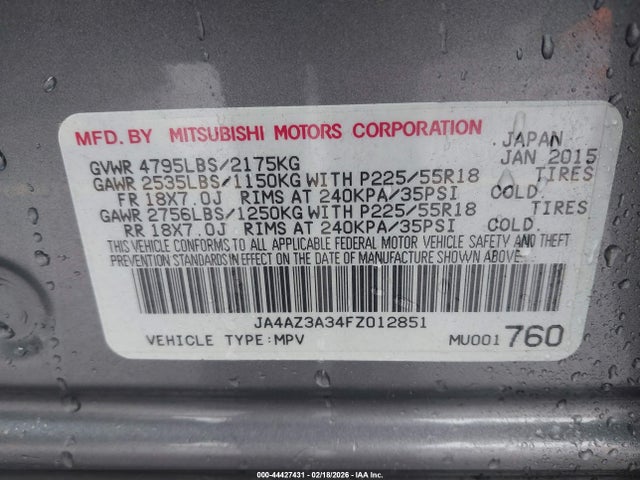 MFD. BY MITSUBISHI MOTORS CORPORATION JAPAN
GVWR 4795LBS/2175KG JAN 2015
GAWR 2535LBS/1150KG WITH P225/55R18 TIRES
FR 18X7.0J RIMS AT 240KPA/35PSI COLD.
GAWR 2756LBS/1250KG WITH P225/55R18 TIRES
RR 18X7.0J RIMS AT 240KPA/35PSI COLD.
THIS VEHICLE CONFORMS TO ALL APPLICABLE FEDERAL MOTOR VEHICLE SAFETY AND THEFT
PREVENTION STANDARDS IN EFFECT ON THE DATE OF MANUFACTURE SHOWN ABOVE.
JA4AZ3A34FZ012851
VEHICLE TYPE:MPV MU001760
000-44427431 - 02/18/2026 - IAA Inc.